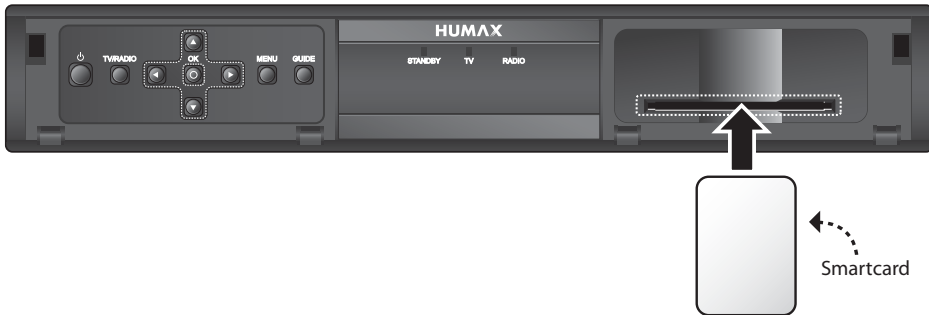 HUMAX
TV/RADIO OK MENU GUIDE
STANDBY TV RADIO
Smartcard